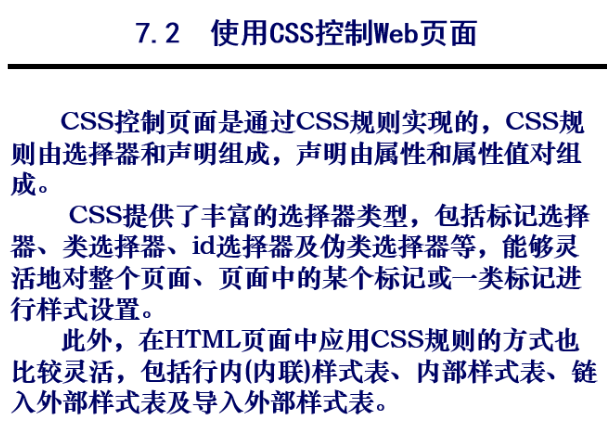 7.2 使用CSS控制Web页面
CSS控制页面是通过CSS规则实现的，CSS规
则由选择器和声明组成，声明由属性和属性值对组
成。
CSS提供了丰富的选择器类型，包括标记选择
器、类选择器、id选择器及伪类选择器等，能够灵
活地对整个页面、页面中的某个标记或一类标记进
行样式设置。
此外，在HTML页面中应用CSS规则的方式也
比较灵活，包括行内(内联)样式表、内部样式表、链
入外部样式表及导入外部样式表。